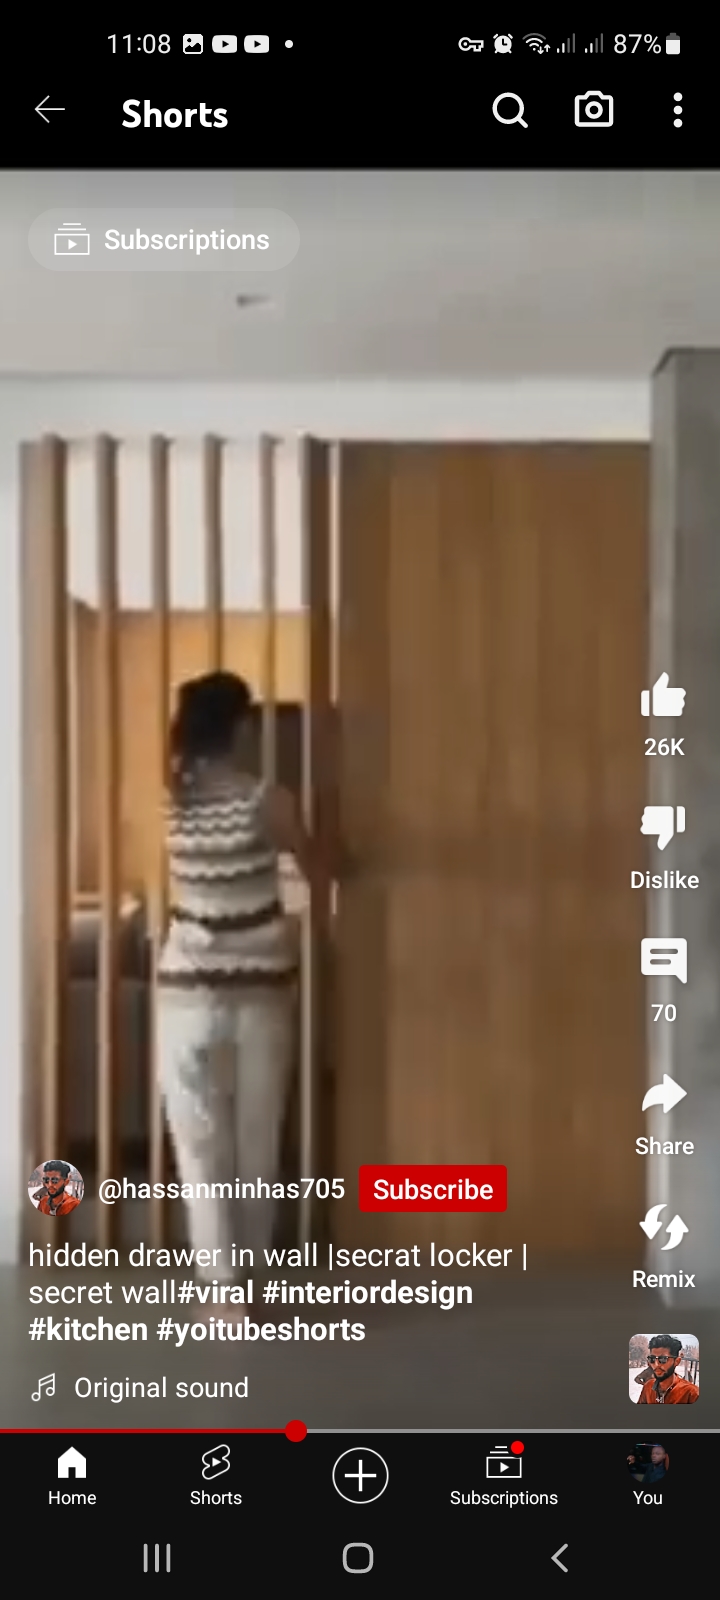 11:08
87%
Shorts
Subscriptions
26K
Dislike
70
Share
@hassanminhas705 Subscribe
hidden drawer in wall |secrat locker |
secret wall#viral #interiordesign
#kitchen #yoitubeshorts
Remix
Original sound
Home Shorts Subscriptions You